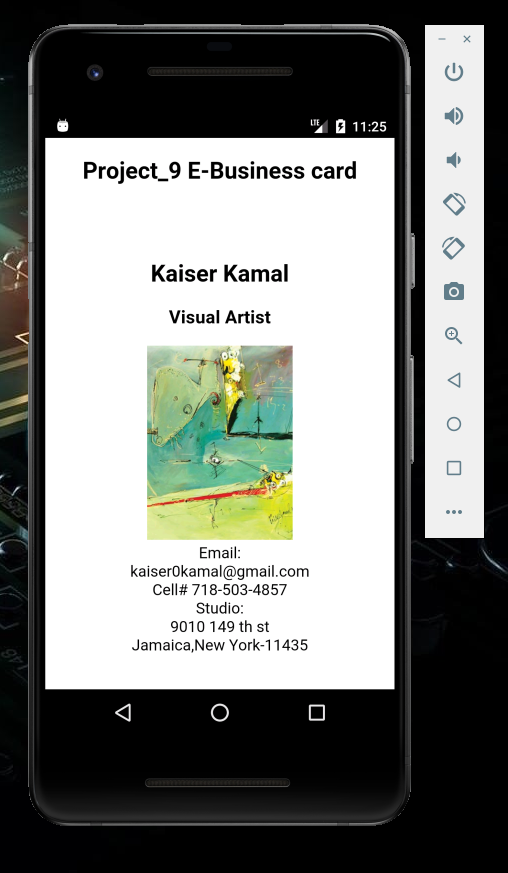 LTE 11:25
Project_9 E-Business card
Kaiser Kamal
Visual Artist
Email:
kaiser0kamal@gmail.com
Cell# 718-503-4857
Studio:
9010 149 th st
Jamaica,New York-11435